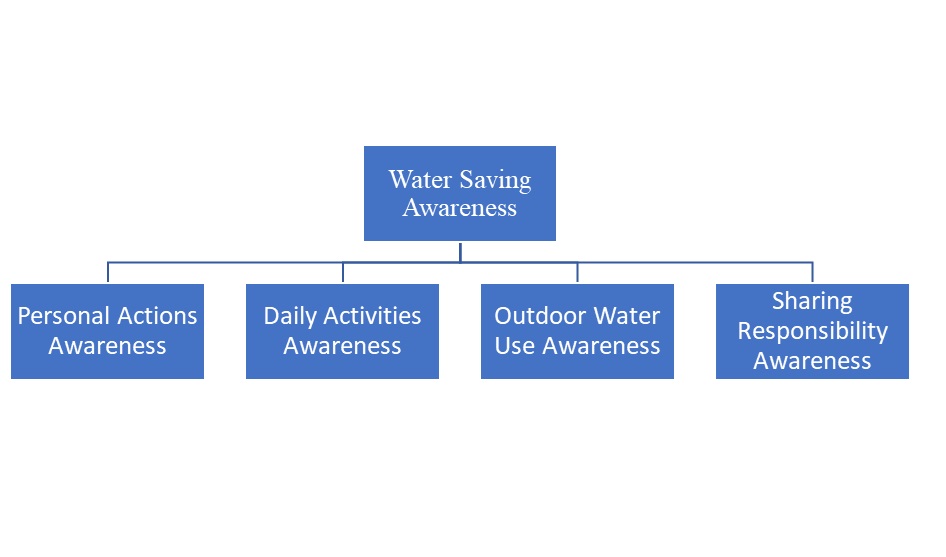 Water Saving
Awareness
Personal Actions
Awareness
Daily Activities
Awareness
Outdoor Water
Use Awareness
Sharing
Responsibility
Awareness